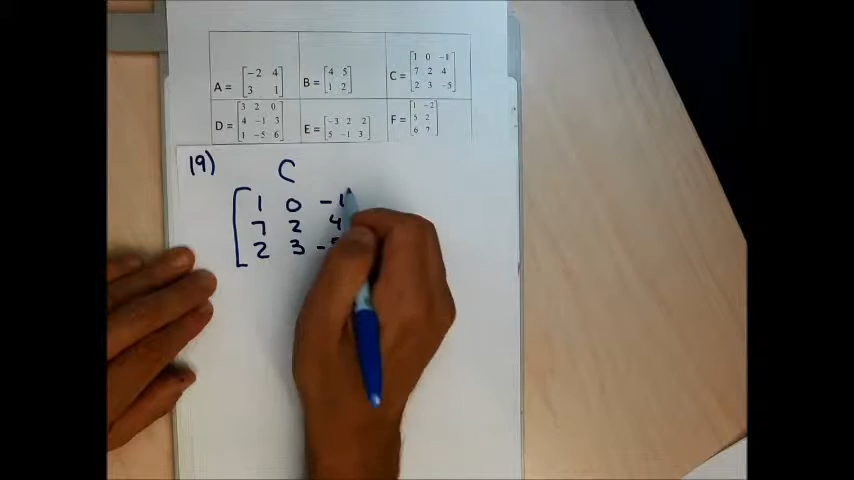 A = [-2 4
3 1]
B = [4 5
1 2]
C = [1 0 -1
7 2 4
2 3 -5]
D = [3 2 0
4 -1 3
1 -5 6]
E = [-3 2 2
5 -1 3]
F = [1 -2
5 2
6 7]
19) C
[1 0 -1
7 2 4
2 3 -5